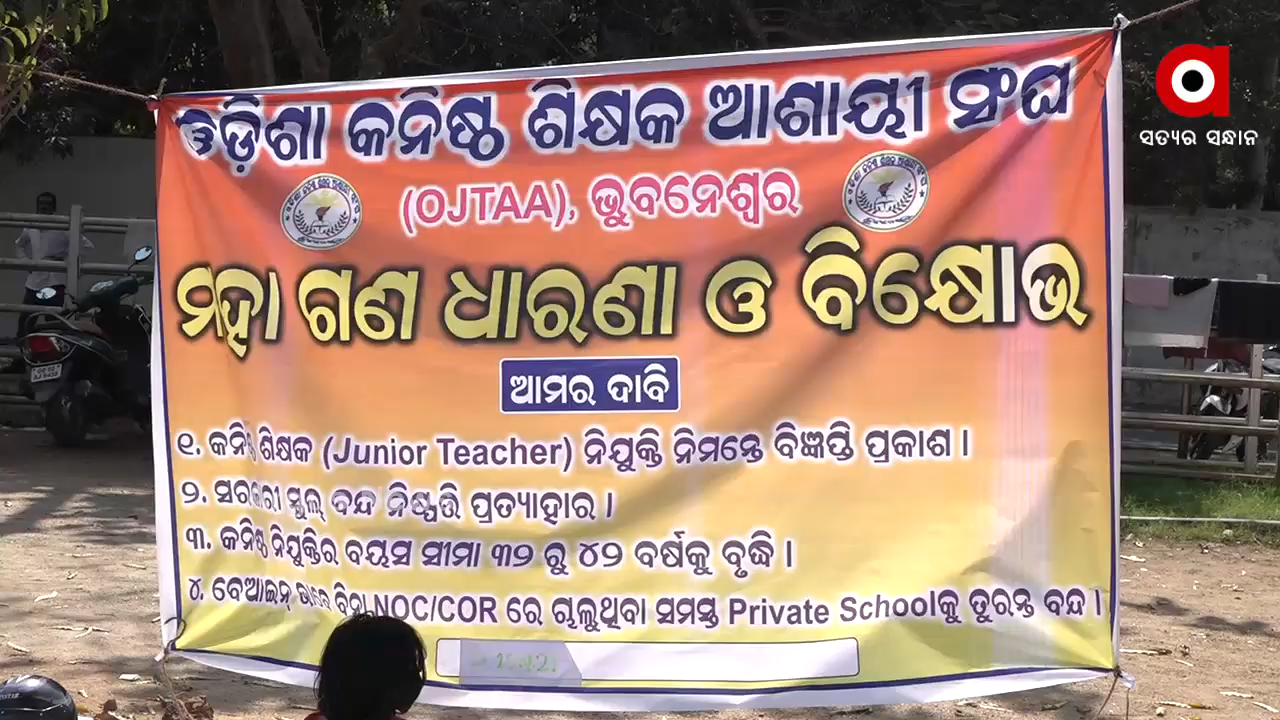 ସତ୍ୟର ସନ୍ଧାନ
ଓଡ଼ିଶା କନିଷ୍ଠ ଶିକ୍ଷକ ଆଶାୟୀ ସଂଘ
(OJTAA), ଭୁବନେଶ୍ୱର
ମହା ଗଣ ଧାରଣା ଓ ବିକ୍ଷୋଭ
ଆମର ଦାବି
୧. କନିଷ୍ଠ ଶିକ୍ଷକ (Junior Teacher) ନିଯୁକ୍ତି ନିମନ୍ତେ ବିଜ୍ଞପ୍ତି ପ୍ରକାଶ ।
୨. ସରକାରୀ ସ୍କୁଲ୍ ବନ୍ଦ ନିଷ୍ପତ୍ତି ପ୍ରତ୍ୟାହାର ।
୩. କନିଷ୍ଠ ନିଯୁକ୍ତିର ବୟସ ସୀମା ୩୨ ରୁ ୪୨ ବର୍ଷକୁ ବୃଦ୍ଧି ।
୪. ବେଆଇନ୍ ଭାବେ ବିନା NOC/COR ରେ ଚାଲୁଥିବା ସମସ୍ତ Private Schoolକୁ ତୁରନ୍ତ ବନ୍ଦ ।